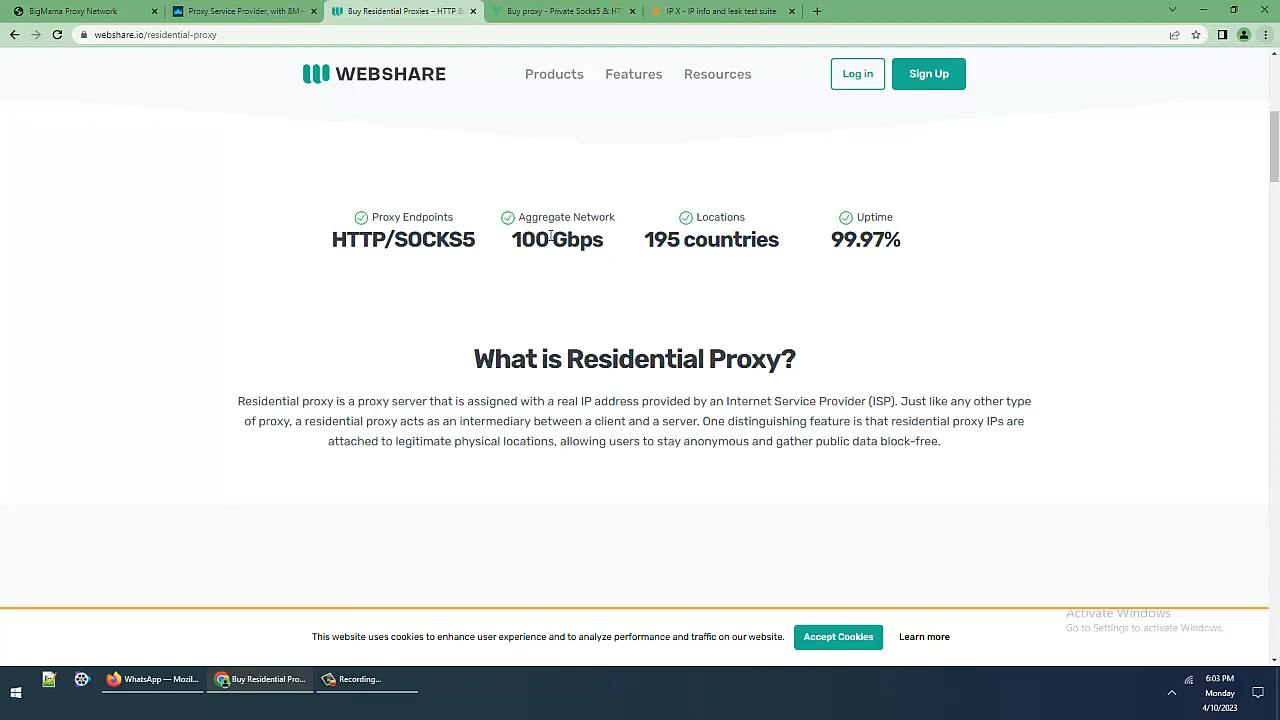 BigMama Proxy Network
Proxy Service Provider, with 8M+
Buy Residential Proxies – HTTP &
Buy proxy - Private Socks5 & HT
IP X - IP info and leak test suite
webshare.io/residential-proxy
WEBSHARE
Products
Features
Resources
Log in
Sign Up
Proxy Endpoints
HTTP/SOCKS5
Aggregate Network
100 Gbps
Locations
195 countries
Uptime
99.97%
What is Residential Proxy?
Residential proxy is a proxy server that is assigned with a real IP address provided by an Internet Service Provider (ISP). Just like any other type
of proxy, a residential proxy acts as an intermediary between a client and a server. One distinguishing feature is that residential proxy IPs are
attached to legitimate physical locations, allowing users to stay anonymous and gather public data block-free.
Activate Windows
Go to Settings to activate Windows.
This website uses cookies to enhance user experience and to analyze performance and traffic on our website.
Accept Cookies
Learn more
WhatsApp — Mozil...
Buy Residential Pro...
Recording...
6:03 PM
Monday
4/10/2023